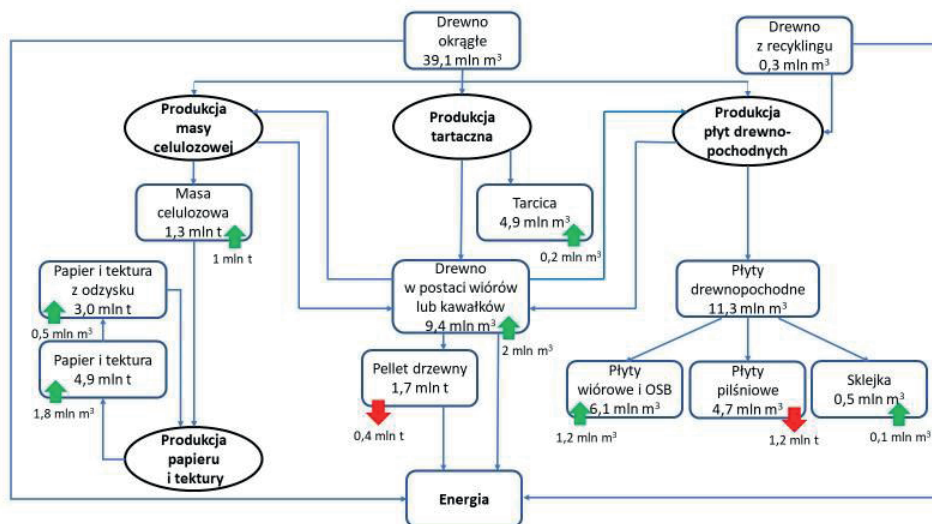 Drewno
okrągłe
39,1 mln m³
Drewno
z recyklingu
0,3 mln m³
Produkcja
masy
celulozowej
Produkcja
tartaczna
Produkcja
płyt drewno-
pochodnych
Masa
celulozowa
1,3 mln t
1 mln t
Tarcica
4,9 mln m³
0,2 mln m³
Papier i tektura
z odzysku
3,0 mln t
0,5 mln m³
Drewno
w postaci wiórów
lub kawałków
9,4 mln m³
2 mln m³
Płyty
drewnopochodne
11,3 mln m³
Papier i tektura
4,9 mln t
1,8 mln m³
Pellet drzewny
1,7 mln t
0,4 mln t
Płyty
wiórowe i OSB
6,1 mln m³
1,2 mln m³
Płyty
pilśniowe
4,7 mln m³
1,2 mln t
Sklejka
0,5 mln m³
0,1 mln m³
Produkcja
papieru
i tektury
Energia